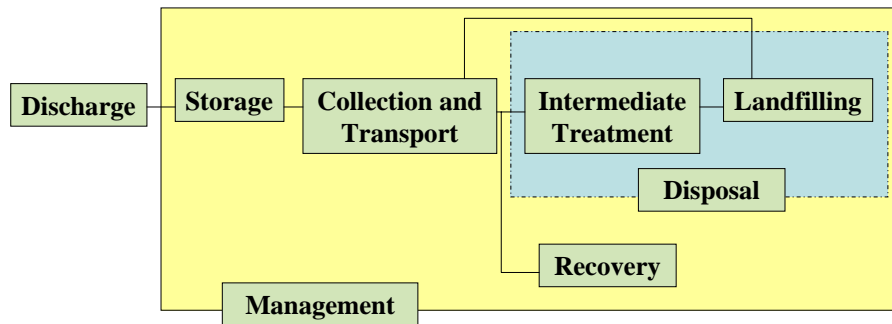 Discharge
Storage
Collection and
Transport
Intermediate
Treatment
Landfilling
Disposal
Recovery
Management